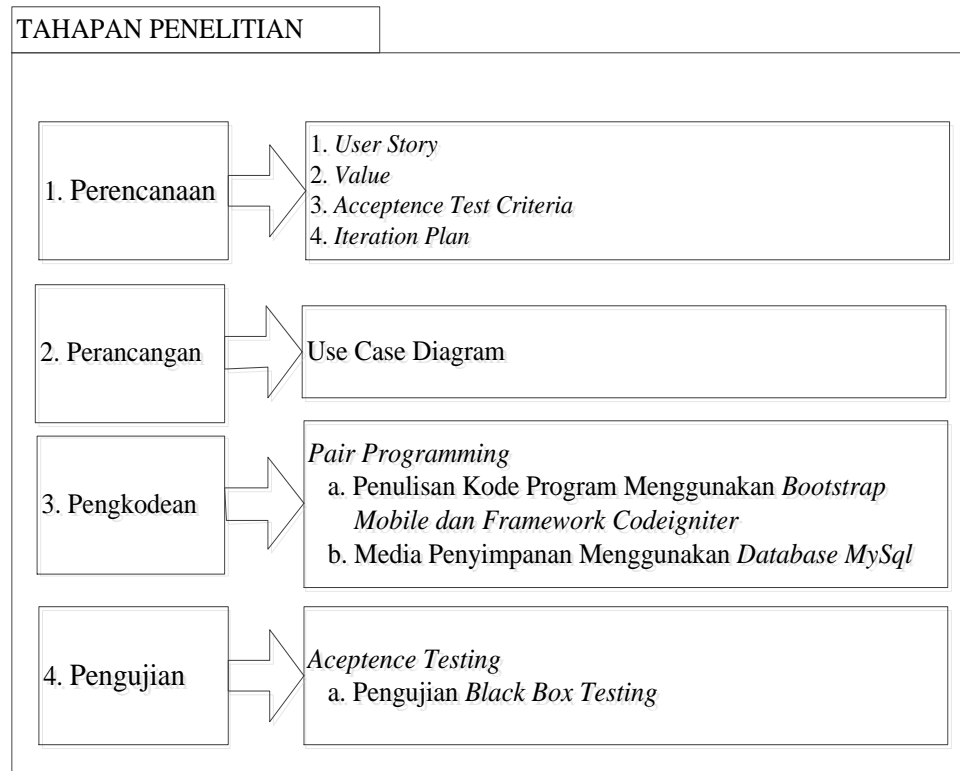 TAHAPAN PENELITIAN
1. Perencanaan
1. User Story
2. Value
3. Acceptence Test Criteria
4. Iteration Plan
2. Perancangan
Use Case Diagram
3. Pengkodean
Pair Programming
a. Penulisan Kode Program Menggunakan Bootstrap
Mobile dan Framework Codeigniter
b. Media Penyimpanan Menggunakan Database MySql
4. Pengujian
Aceptence Testing
a. Pengujian Black Box Testing